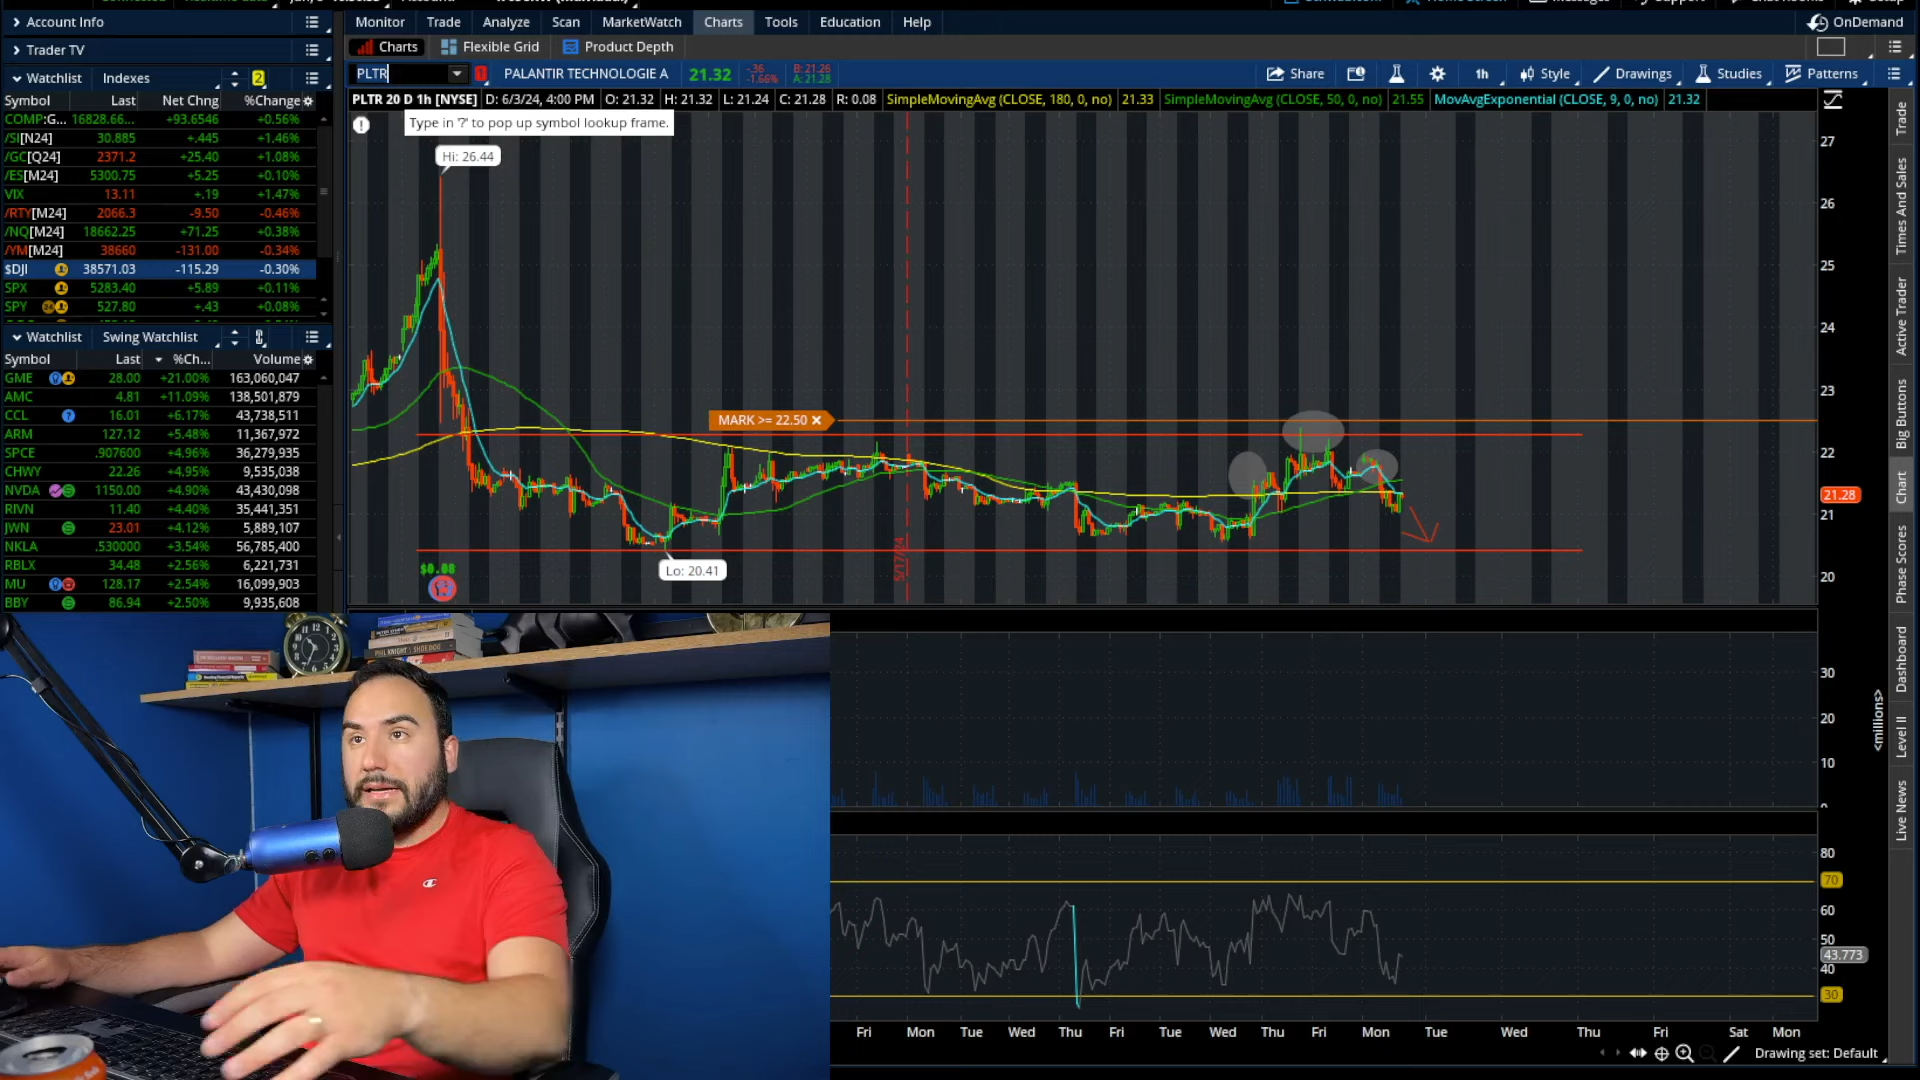 Account Info
Trader TV
Watchlist Indexes 2
Symbol Last Net Chng %Change
COMP:G... 16828.66... +93.6546 +0.56%
/SI[N24] 30.885 +.445 +1.46%
/GC[Q24] 2371.2 +25.40 +1.08%
/ES[M24] 5300.75 +5.25 +0.10%
VIX 13.11 +.19 +1.47%
/RTY[M24] 2066.3 -9.50 -0.46%
/NQ[M24] 18662.25 +71.25 +0.38%
/YM[M24] 38660 -131.00 -0.34%
$DJI 38571.03 -115.29 -0.30%
SPX 5283.40 +5.89 +0.11%
SPY 527.80 +.43 +0.08%
Watchlist Swing Watchlist
Symbol Last %Ch... Volume
GME 28.00 +21.00% 163,060,047
AMC 4.81 +11.09% 138,501,879
CCL 16.01 +6.17% 43,738,511
ARM 127.12 +5.48% 11,367,972
SPCE .907600 +4.96% 36,279,935
CHWY 22.26 +4.95% 9,535,038
NVDA 1150.00 +4.90% 43,430,098
RIVN 11.40 +4.40% 35,441,351
JWN 23.01 +4.12% 5,889,107
NKLA .530000 +3.54% 56,785,400
RBLX 34.48 +2.56% 6,221,731
MU 128.17 +2.54% 16,099,903
BBY 86.94 +2.50% 9,935,608
Monitor Trade Analyze Scan MarketWatch Charts Tools Education Help
OnDemand
Charts Flexible Grid Product Depth
PLTR PALANTIR TECHNOLOGIE A 21.32 -.36 -1.66% B: 21.26 A: 21.28
Share 1h Style Drawings Studies Patterns
PLTR 20 D 1h [NYSE] D: 6/3/24, 4:00 PM O: 21.32 H: 21.32 L: 21.24 C: 21.28 R: 0.08 SimpleMovingAvg (CLOSE, 180, 0, no) 21.33 SimpleMovingAvg (CLOSE, 50, 0, no) 21.55 MovAvgExponential (CLOSE, 9, 0, no) 21.32
Type in '?' to pop up symbol lookup frame.
Hi: 26.44
MARK >= 22.50
5/17/24
Lo: 20.41
$0.08
27
26
25
24
23
22
21.28
21
20
30
20
10
<millions>
80
70
60
50
43.773
40
30
Fri Mon Tue Wed Thu Fri Tue Wed Thu Fri Mon Tue Wed Thu Fri Sat Mon
Drawing set: Default
Trade
Times And Sales
Active Trader
Big Buttons
Chart
Phase Scores
Dashboard
Level II
Live News
PHIL KNIGHT SHOE DOG